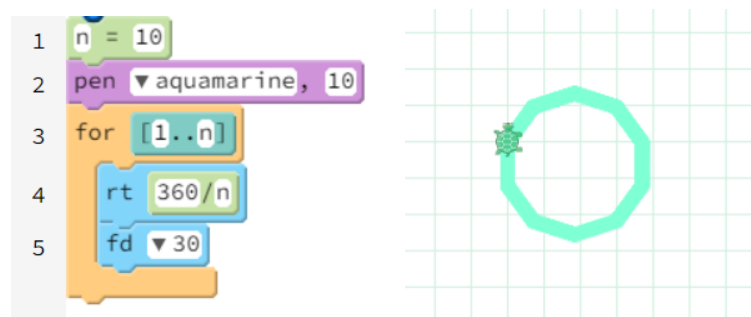 1 n = 10
2 pen ▼aquamarine, 10
3 for [1..n]
4 rt 360/n
5 fd ▼30